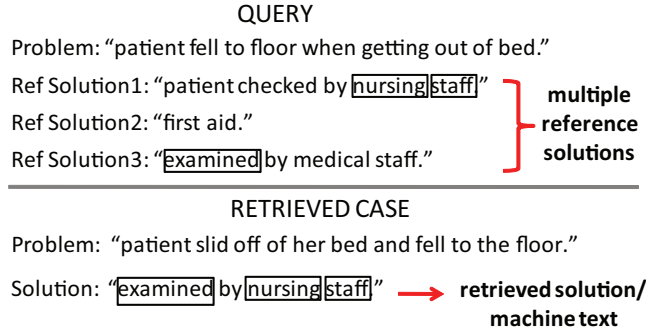 QUERY
Problem: “patient fell to floor when getting out of bed.”
Ref Solution1: “patient checked by nursing staff.”
Ref Solution2: “first aid.”
Ref Solution3: “examined by medical staff.”
multiple
reference
solutions
RETRIEVED CASE
Problem: “patient slid off of her bed and fell to the floor.”
Solution: “examined by nursing staff.”
retrieved solution/
machine text